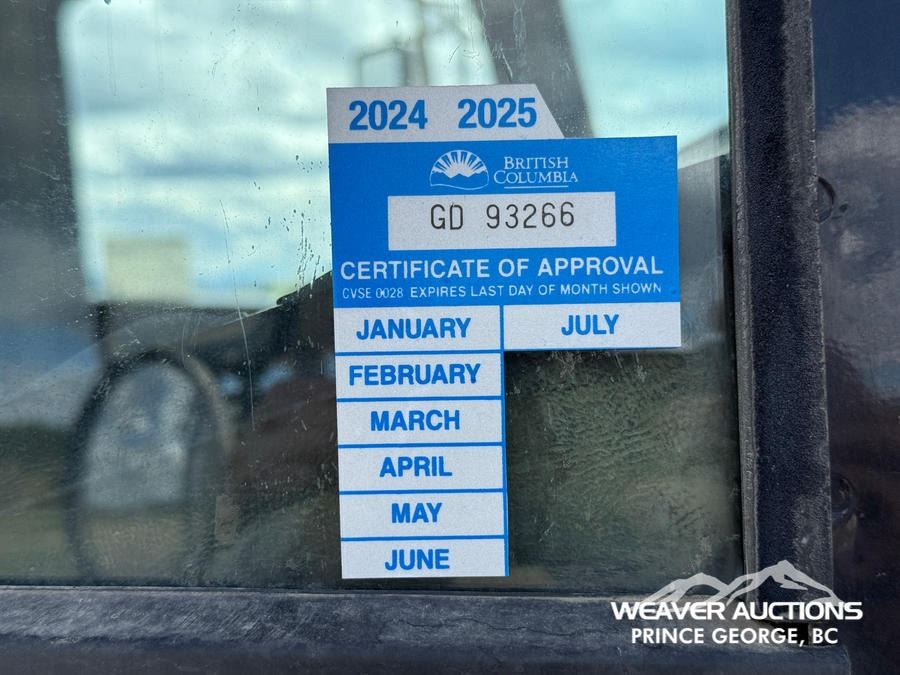 2024 2025
BRITISH
COLUMBIA
GD 93266
CERTIFICATE OF APPROVAL
CVSE 0028 EXPIRES LAST DAY OF MONTH SHOWN
JANUARY JULY
FEBRUARY
MARCH
APRIL
MAY
JUNE
WEAVER AUCTIONS
PRINCE GEORGE, BC